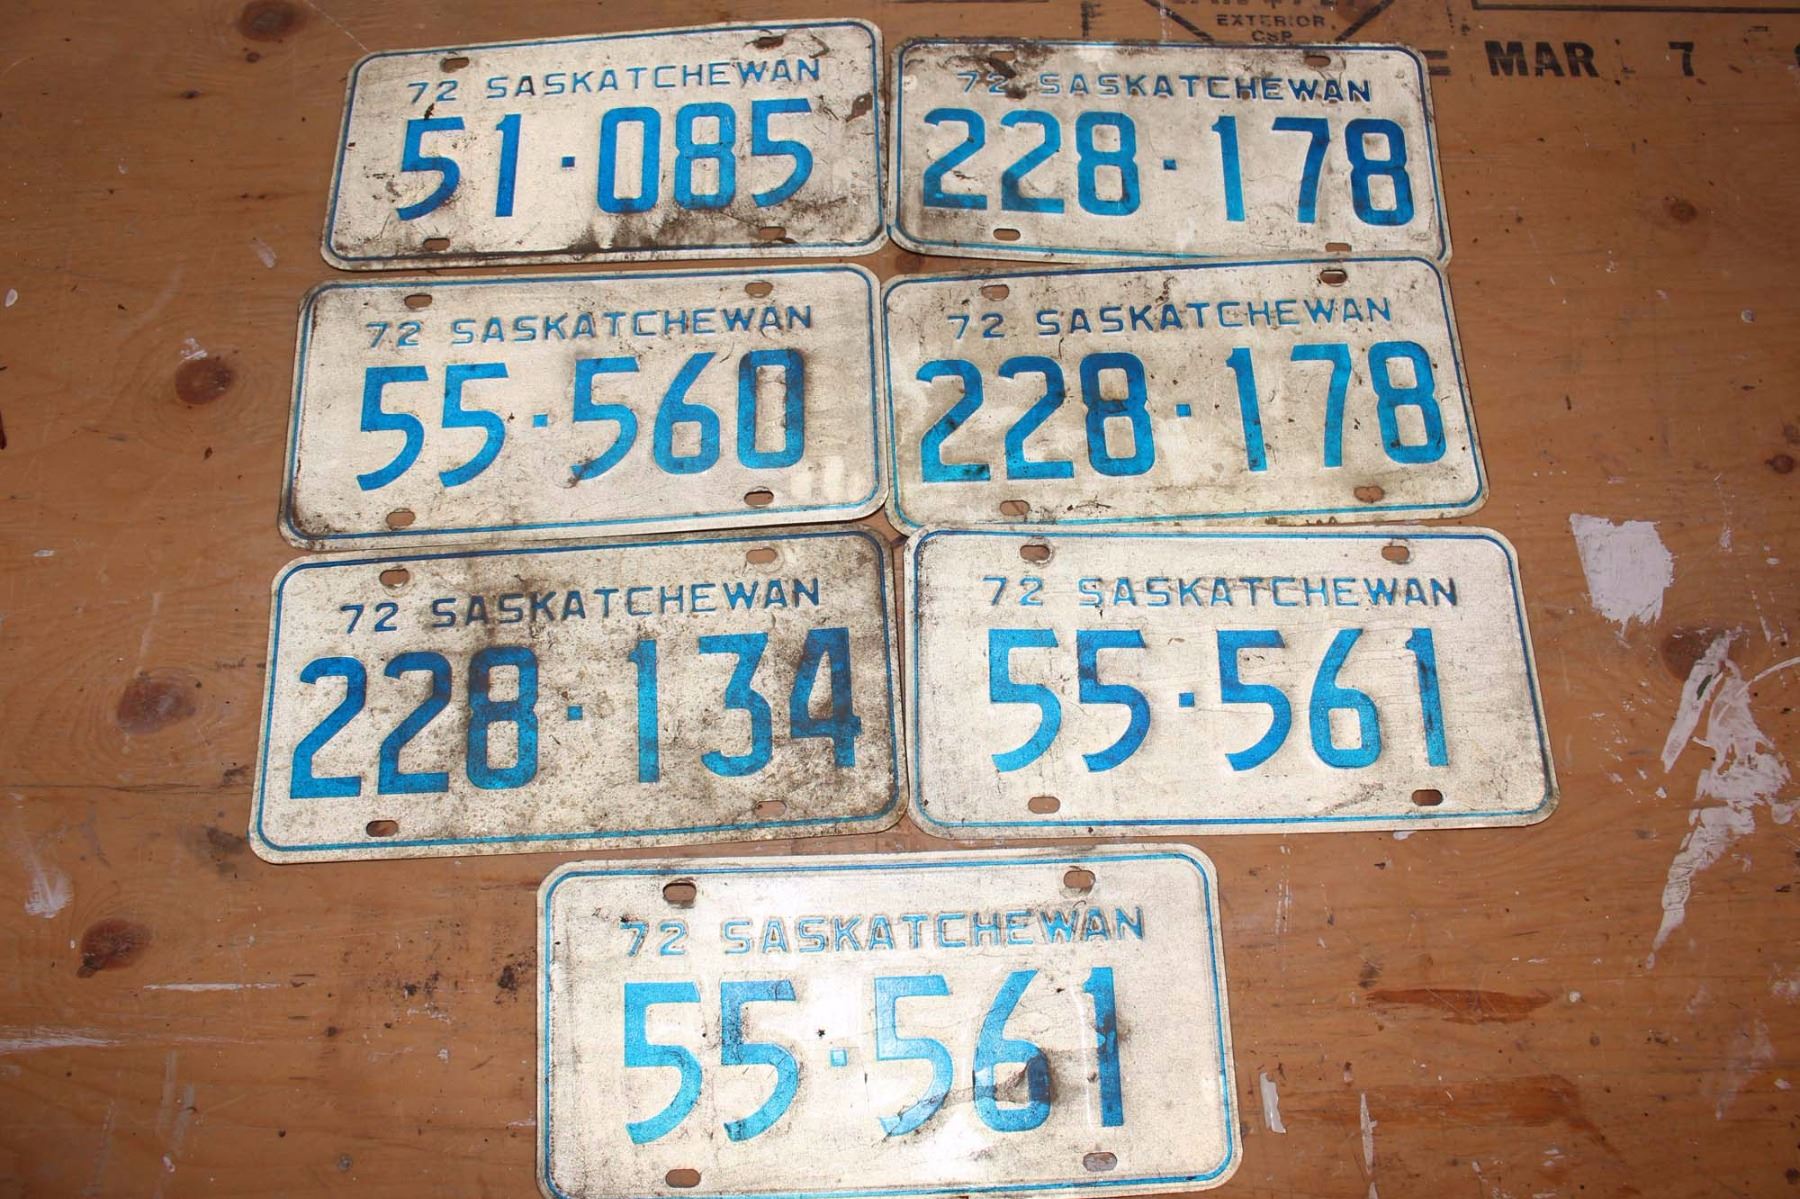 EXTERIOR
CSP
MAR 7
72 SASKATCHEWAN
51·085
72 SASKATCHEWAN
228·178
72 SASKATCHEWAN
55·560
72 SASKATCHEWAN
228·178
72 SASKATCHEWAN
228·134
72 SASKATCHEWAN
55·561
72 SASKATCHEWAN
55·561